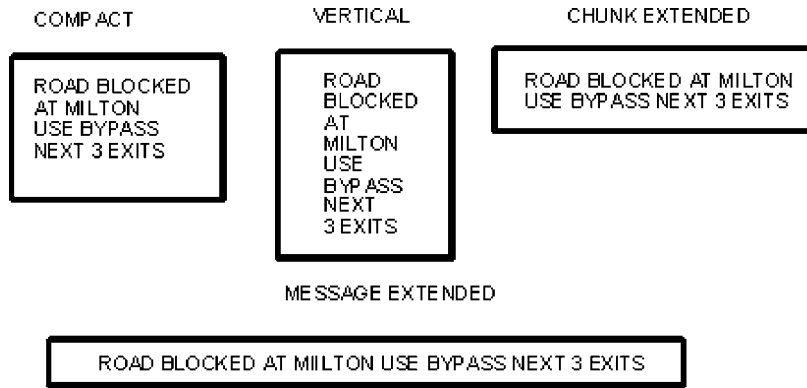 COMPACT
ROAD BLOCKED
AT MILTON
USE BYPASS
NEXT 3 EXITS
VERTICAL
ROAD
BLOCKED
AT
MILTON
USE
BYPASS
NEXT
3 EXITS
CHUNK EXTENDED
ROAD BLOCKED AT MILTON
USE BYPASS NEXT 3 EXITS
MESSAGE EXTENDED
ROAD BLOCKED AT MIILTON USE BYPASS NEXT 3 EXITS